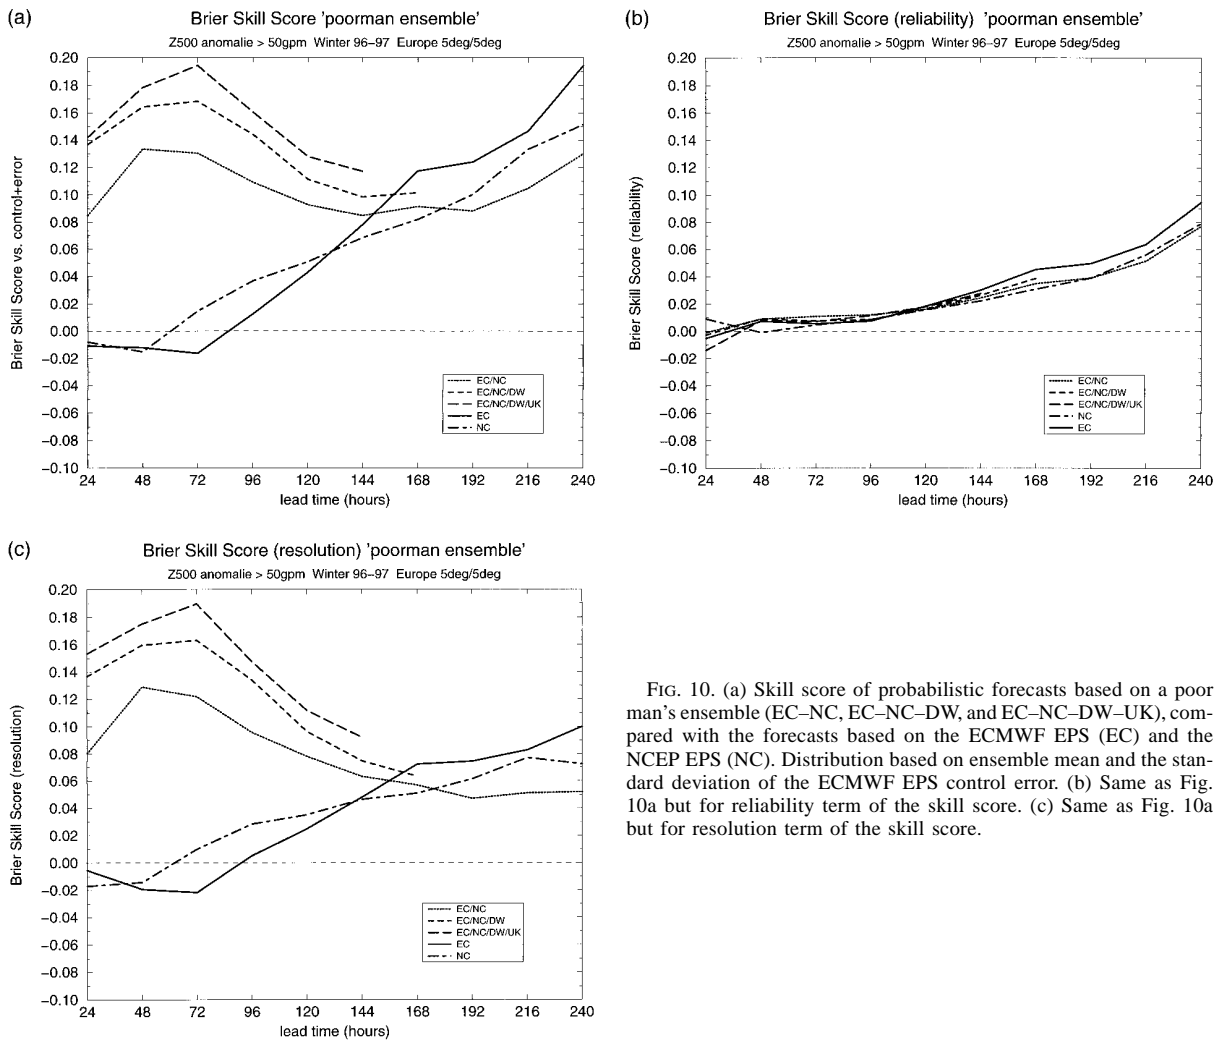 (a)
Brier Skill Score 'poorman ensemble'
Z500 anomalie > 50gpm Winter 96–97 Europe 5deg/5deg
Brier Skill Score vs. control+error
0.20
0.18
0.16
0.14
0.12
0.10
0.08
0.06
0.04
0.02
0.00
−0.02
−0.04
−0.06
−0.08
−0.10
EC/NC
EC/NC/DW
EC/NC/DW/UK
EC
NC
24 48 72 96 120 144 168 192 216 240
lead time (hours)
(b)
Brier Skill Score (reliability) 'poorman ensemble'
Z500 anomalie > 50gpm Winter 96–97 Europe 5deg/5deg
Brier Skill Score (reliability)
0.20
0.18
0.16
0.14
0.12
0.10
0.08
0.06
0.04
0.02
0.00
−0.02
−0.04
−0.06
−0.08
−0.10
EC/NC
EC/NC/DW
EC/NC/DW/UK
NC
EC
24 48 72 96 120 144 168 192 216 240
lead time (hours)
(c)
Brier Skill Score (resolution) 'poorman ensemble'
Z500 anomalie > 50gpm Winter 96–97 Europe 5deg/5deg
Brier Skill Score (resolution)
0.20
0.18
0.16
0.14
0.12
0.10
0.08
0.06
0.04
0.02
0.00
−0.02
−0.04
−0.06
−0.08
−0.10
EC/NC
EC/NC/DW
EC/NC/DW/UK
EC
NC
24 48 72 96 120 144 168 192 216 240
lead time (hours)
FIG. 10. (a) Skill score of probabilistic forecasts based on a poor
man's ensemble (EC–NC, EC–NC–DW, and EC–NC–DW–UK), com-
pared with the forecasts based on the ECMWF EPS (EC) and the
NCEP EPS (NC). Distribution based on ensemble mean and the stan-
dard deviation of the ECMWF EPS control error. (b) Same as Fig.
10a but for reliability term of the skill score. (c) Same as Fig. 10a
but for resolution term of the skill score.